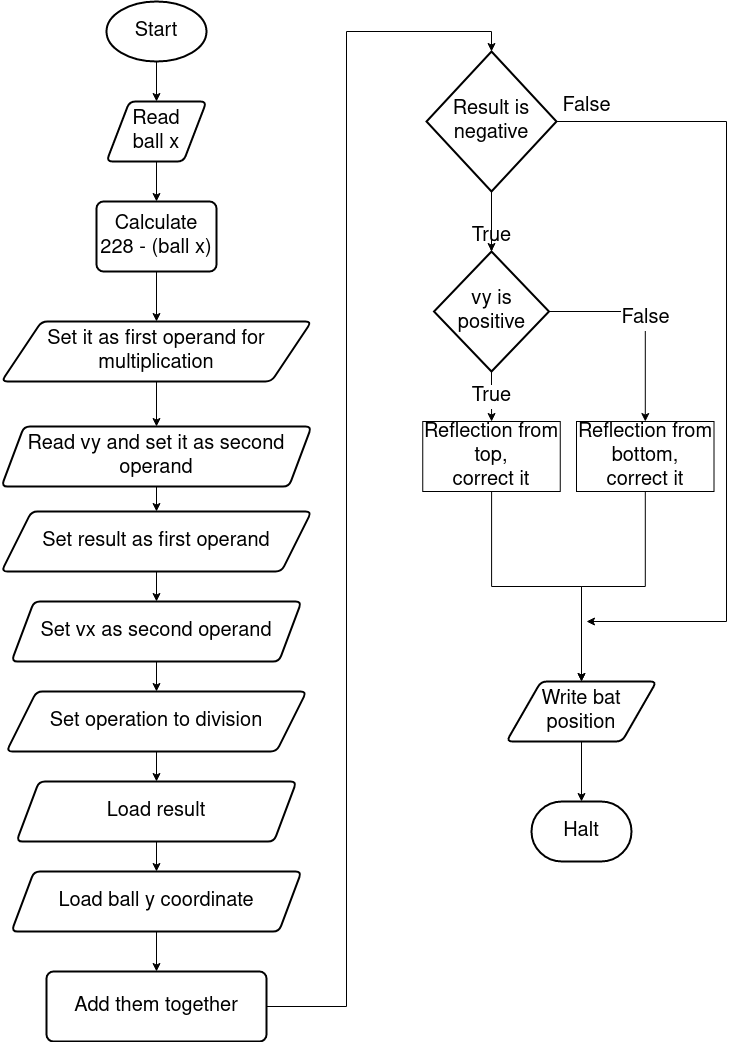 Start
Read
ball x
Calculate
228 - (ball x)
Set it as first operand for
multiplication
Read vy and set it as second
operand
Set result as first operand
Set vx as second operand
Set operation to division
Load result
Load ball y coordinate
Add them together
Result is
negative
False
True
vy is
positive
False
True
Reflection from
top,
correct it
Reflection from
bottom,
correct it
Write bat
position
Halt